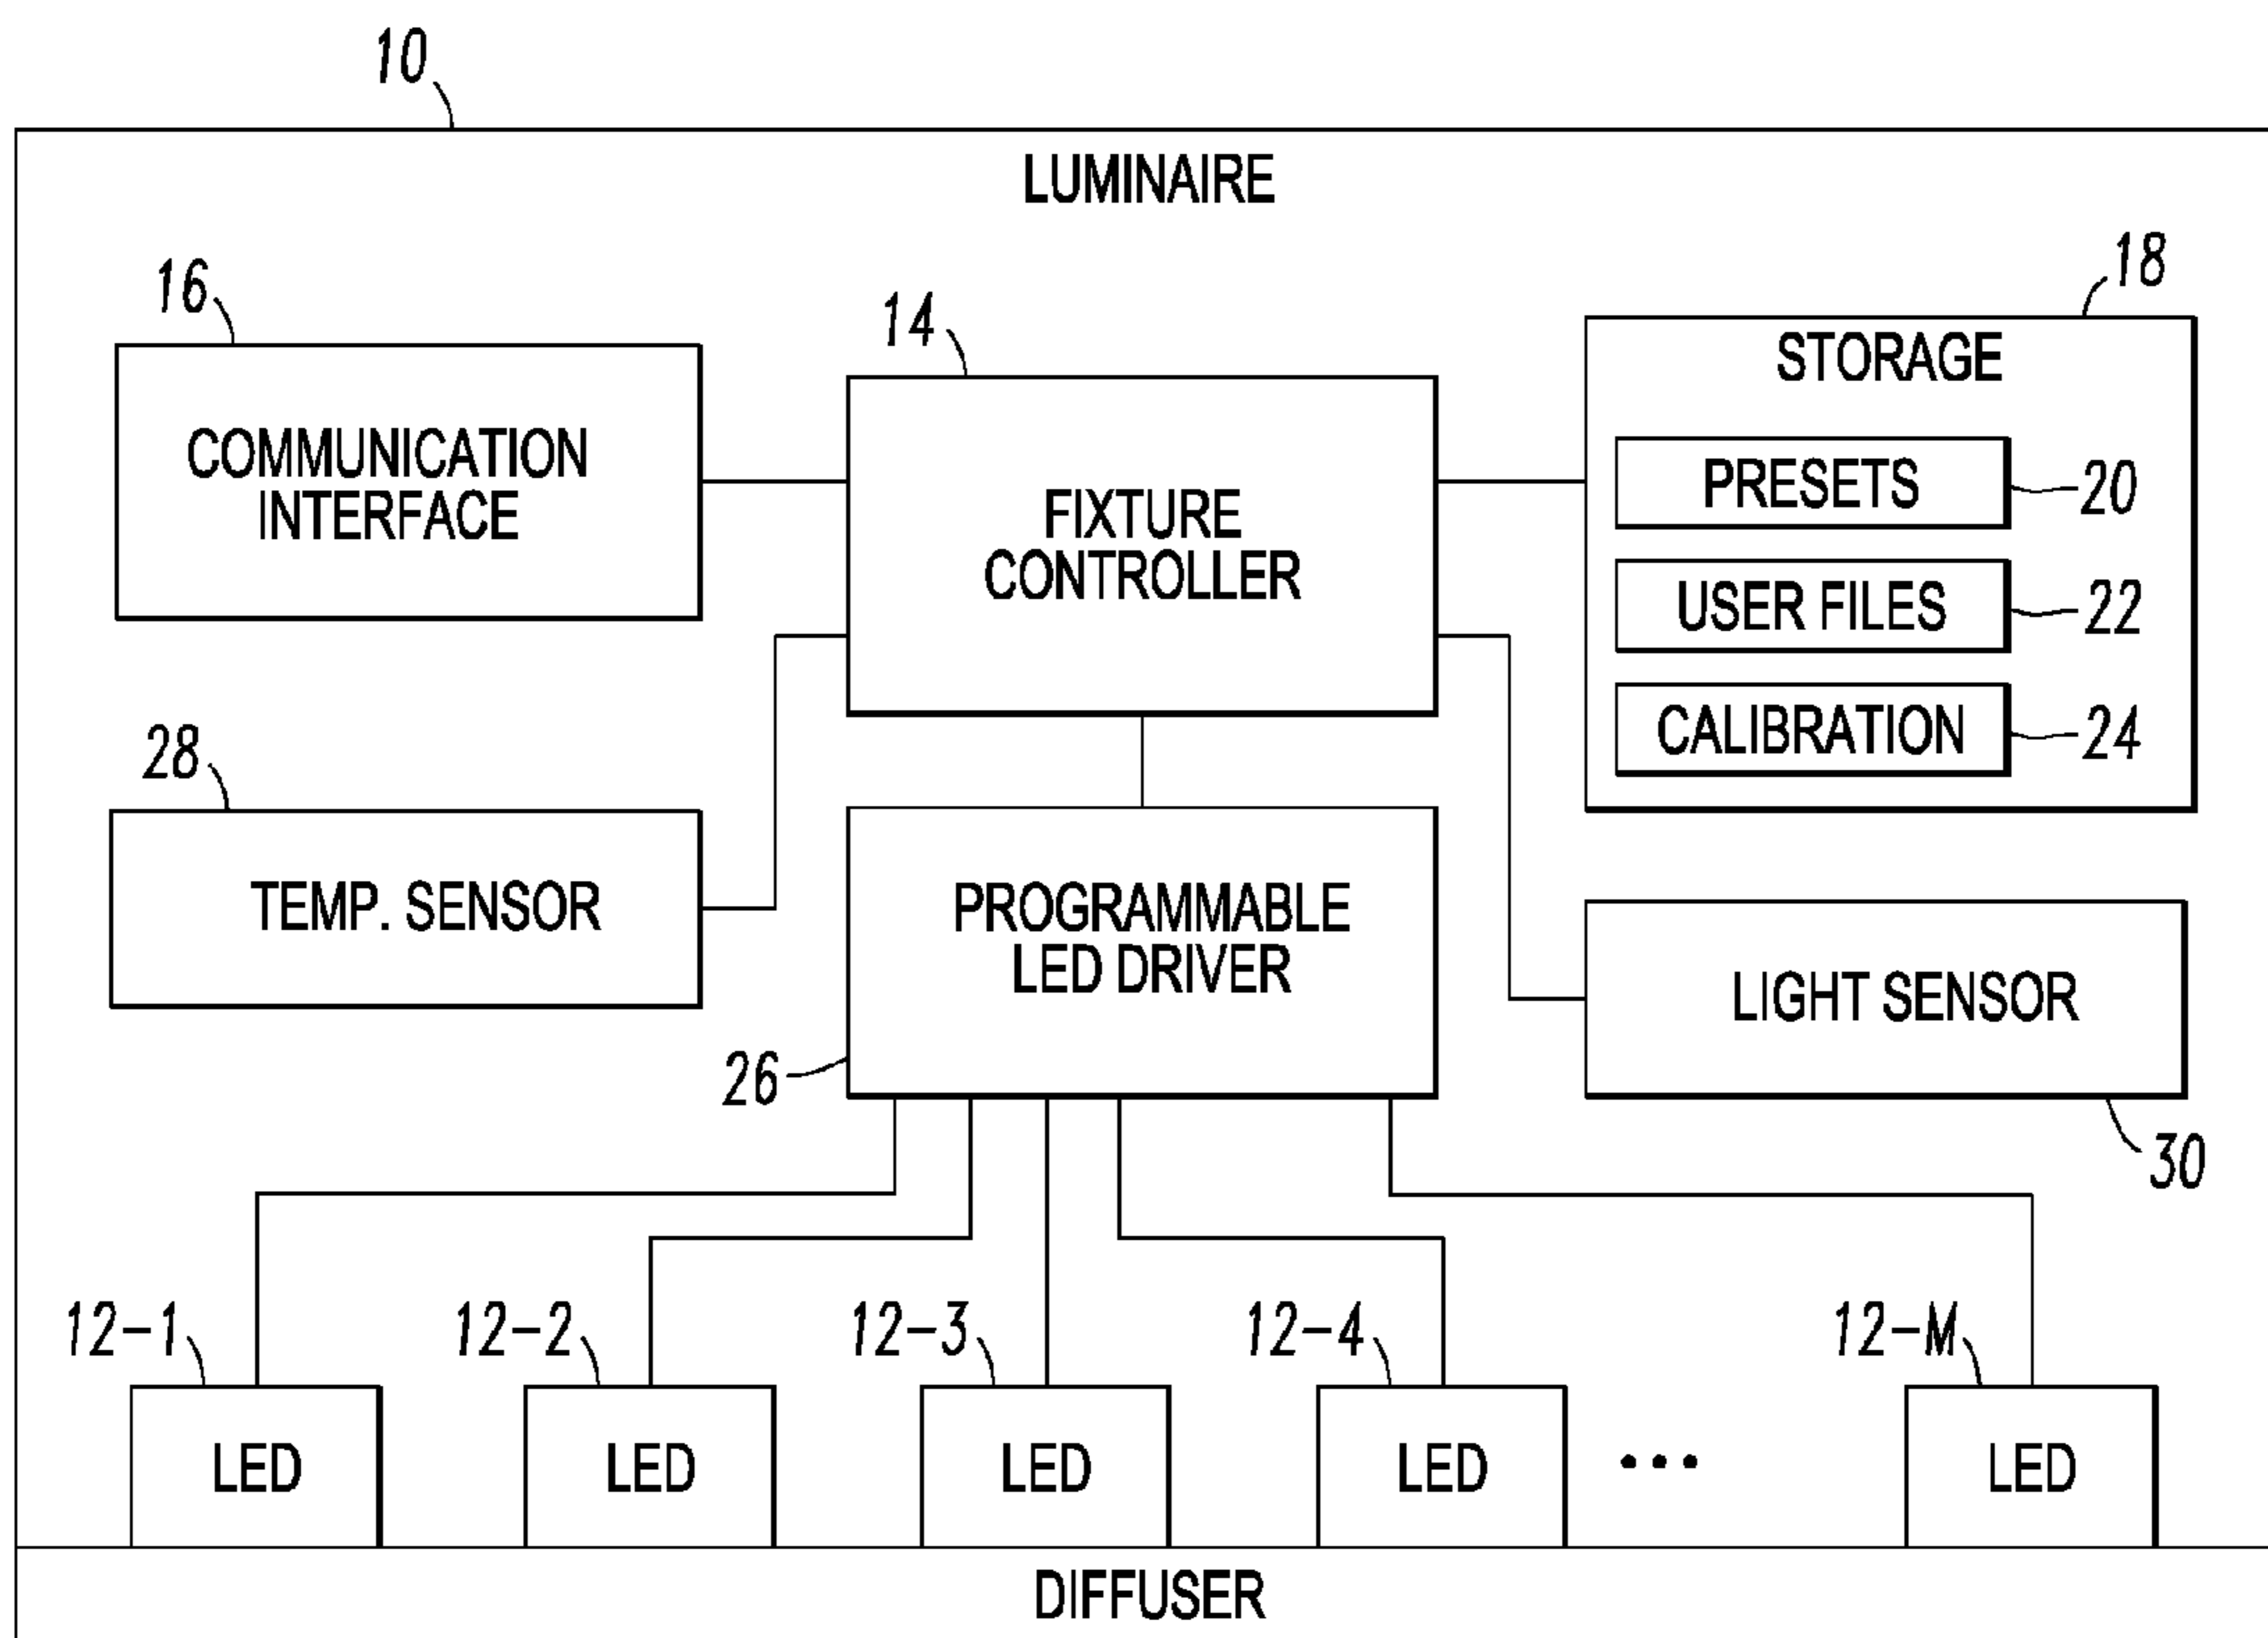 10
LUMINAIRE
16
14
18
COMMUNICATION
INTERFACE
FIXTURE
CONTROLLER
STORAGE
PRESETS
20
USER FILES
22
CALIBRATION
24
28
TEMP. SENSOR
PROGRAMMABLE
LED DRIVER
26
LIGHT SENSOR
30
12-1
12-2
12-3
12-4
12-M
LED
LED
LED
LED
• • •
LED
DIFFUSER